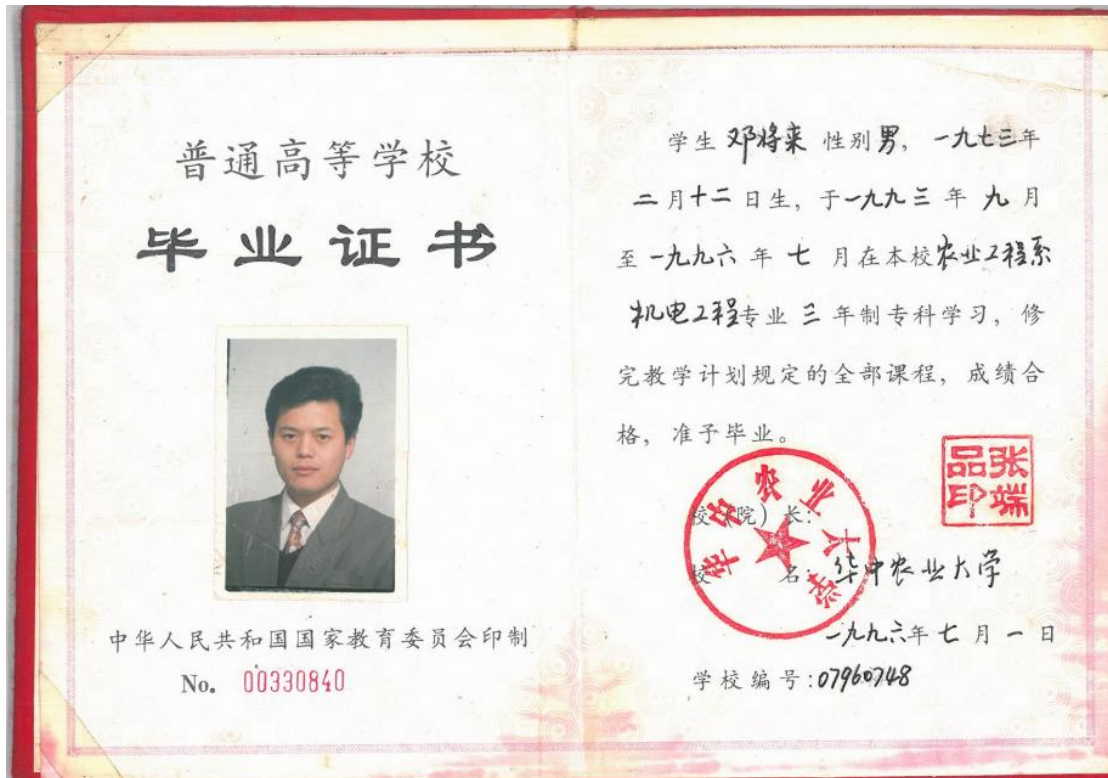 普通高等学校
毕业证书
中华人民共和国国家教育委员会印制
No. 00330840
学生 邓将来 性别男，一九七三年
二月十二日生，于一九九三年九月
至一九九六年七月在本校农业工程系
机电工程专业三年制专科学习，修
完教学计划规定的全部课程，成绩合
格，准予毕业。
张端品印
校（院）长：
华中农业大学
校 名：华中农业大学
一九九六年七月一日
学校编号：07960748